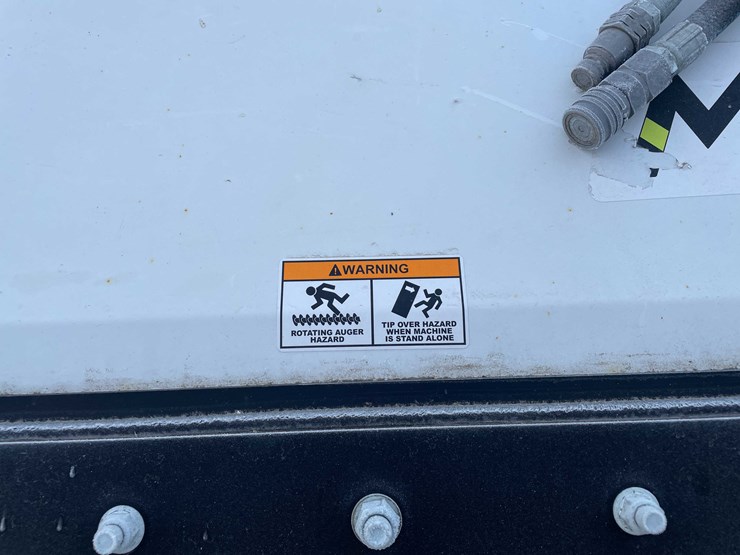 WARNING
ROTATING AUGER
HAZARD
TIP OVER HAZARD
WHEN MACHINE
IS STAND ALONE